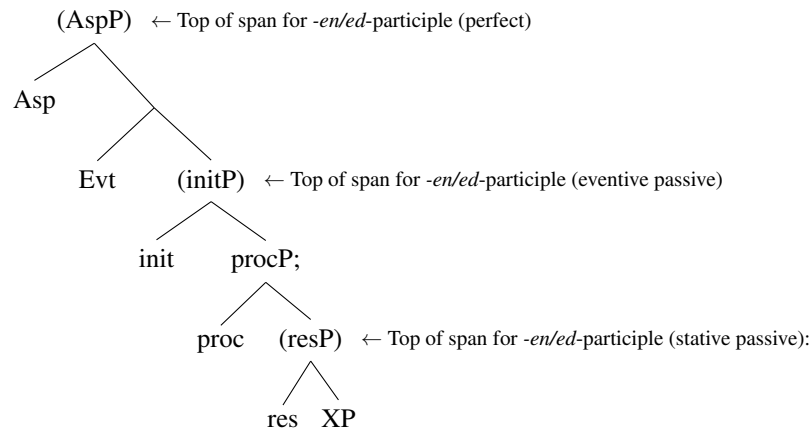 (AspP) ← Top of span for -en/ed-participle (perfect)
Asp
Evt (initP) ← Top of span for -en/ed-participle (eventive passive)
init procP;
proc (resP) ← Top of span for -en/ed-participle (stative passive):
res XP